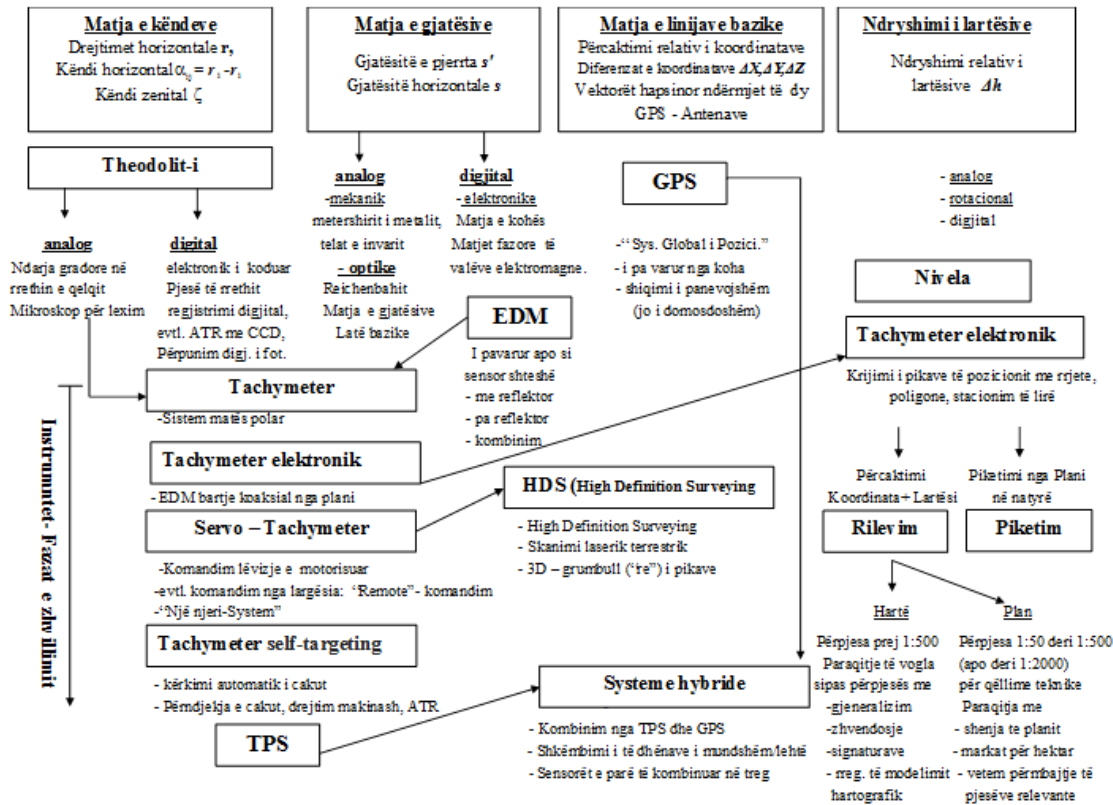 Matja e këndeve
Drejtimet horizontale r,
Këndi horizontal α = r - r
Këndi zenital ζ
Matja e gjatësive
Gjatësitë e pjerrta s'
Gjatësitë horizontale s
Matja e linijave bazike
Përcaktimi relativ i koordinatave
Diferenzat e koordinatave ΔX,ΔY,ΔZ
Vektorët hapsinor ndërmjet të dy
GPS - Antenave
Ndryshimi i lartësive
Ndryshimi relativ i
lartësive Δh
Theodolit-i
analog
Ndarja gradore në
rrethin e qelqit
Mikroskop për lexim
digital
elektronik i koduar
Pjesë të rrethit
regjistrimi digjital,
evtl. ATR me CCD,
Përpunim digj. i fot.
analog
-mekanik
metershirit i metalit,
telat e invarit
- optike
Reichenbahit
Matja e gjatësive
Latë bazike
digjital
- elektronike
Matja e kohës
Matjet fazore të
valëve elektromagne.
EDM
I pavarur apo si
sensor shteshë
- me reflektor
- pa reflektor
- kombinim
GPS
-“ Sys. Global i Pozici.”
- i pa varur nga koha
- shiqimi i panevojshëm
(jo i domosdoshëm)
- analog
- rotacional
- digjital
Nivela
Tachymeter elektronik
Krijimi i pikave të pozicionit me rrjete,
poligone, stacionim të lirë
Përcaktimi
Koordinata+ Lartësi
Rilevim
Piketimi nga Plani
në natyrë
Piketim
Hartë
Përpjesa prej 1:500
Paraqitje të vogla
sipas përpjesës me
-gjeneralizim
-zhvendosje
-signaturave
- rreg. të modelimit
hartografik
Plan
Përpjesa 1:50 deri 1:500
(apo deri 1:2000)
për qëllime teknike
Paraqitja me
- shenja te planit
- markat për hektar
- vetem përmbajtje të
pjesëve relevante
Instrumntet- Fazat e zhvillimit
Tachymeter
-Sistem matës polar
Tachymeter elektronik
- EDM bartje koaksial nga plani
Servo – Tachymeter
-Komandim lëvizje e motorisuar
-evtl. komandim nga largësia: “Remote”- komandim
-“Një njeri-System”
Tachymeter self-targeting
- kërkimi automatik i cakut
- Përndjekja e cakut, drejtim makinash, ATR
TPS
HDS (High Definition Surveying
- High Definition Surveying
- Skanimi laserik terrestrik
- 3D – grumbull (“re”) i pikave
Systeme hybride
- Kombinim nga TPS dhe GPS
- Shkëmbimi i të dhënave i mundshëm/lehtë
- Sensorët e parë të kombinuar në treg